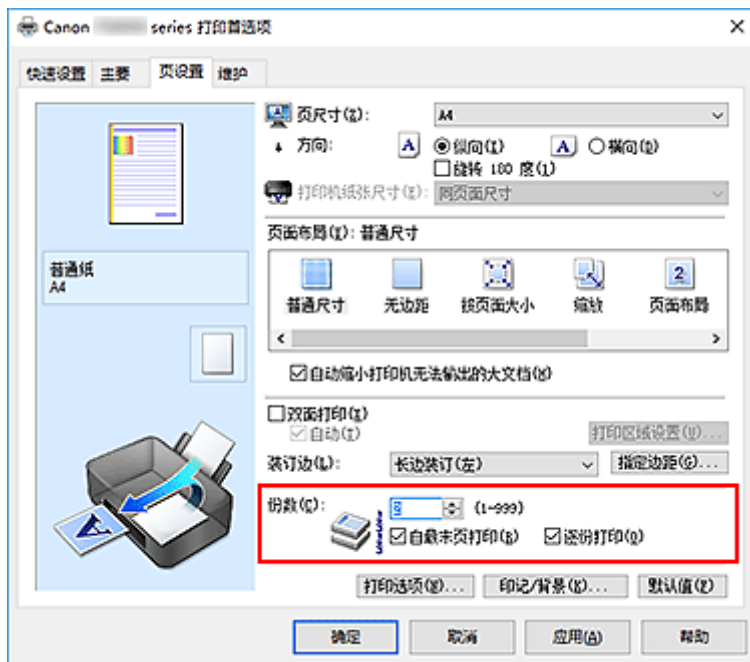 Canon series 打印首选项
快速设置 主要 页设置 维护
页尺寸(Z): A4
方向: A 纵向(I) A 横向(D)
旋转 180 度(1)
打印机纸张尺寸(E): 同页面尺寸
页面布局(Y): 普通尺寸
普通纸
A4
普通尺寸 无边距 按页面大小 缩放 页面布局
自动缩小打印机无法输出的大文档(W)
双面打印(X)
自动(T) 打印区域设置(U)...
装订边(L): 长边装订(左) 指定边距(G)...
份数(C): (1-999)
自最末页打印(B) 逐份打印(O)
打印选项(N)... 印记/背景(K)... 默认值(F)
确定 取消 应用(A) 帮助